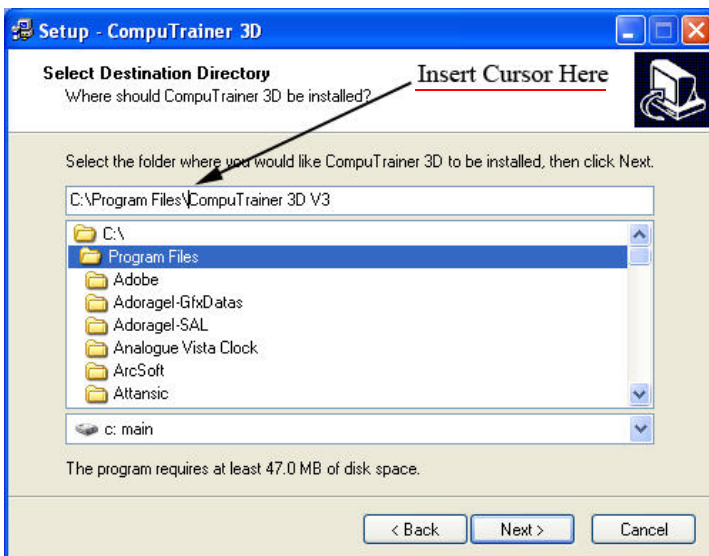 Setup - CompuTrainer 3D
Select Destination Directory
Insert Cursor Here
Where should CompuTrainer 3D be installed?
Select the folder where you would like CompuTrainer 3D to be installed, then click Next.
C:\Program Files\CompuTrainer 3D V3
C:\
Program Files
Adobe
Adoragel-GfxDatas
Adoragel-SAL
Analogue Vista Clock
ArcSoft
Attansic
c: main
The program requires at least 47.0 MB of disk space.
< Back Next > Cancel